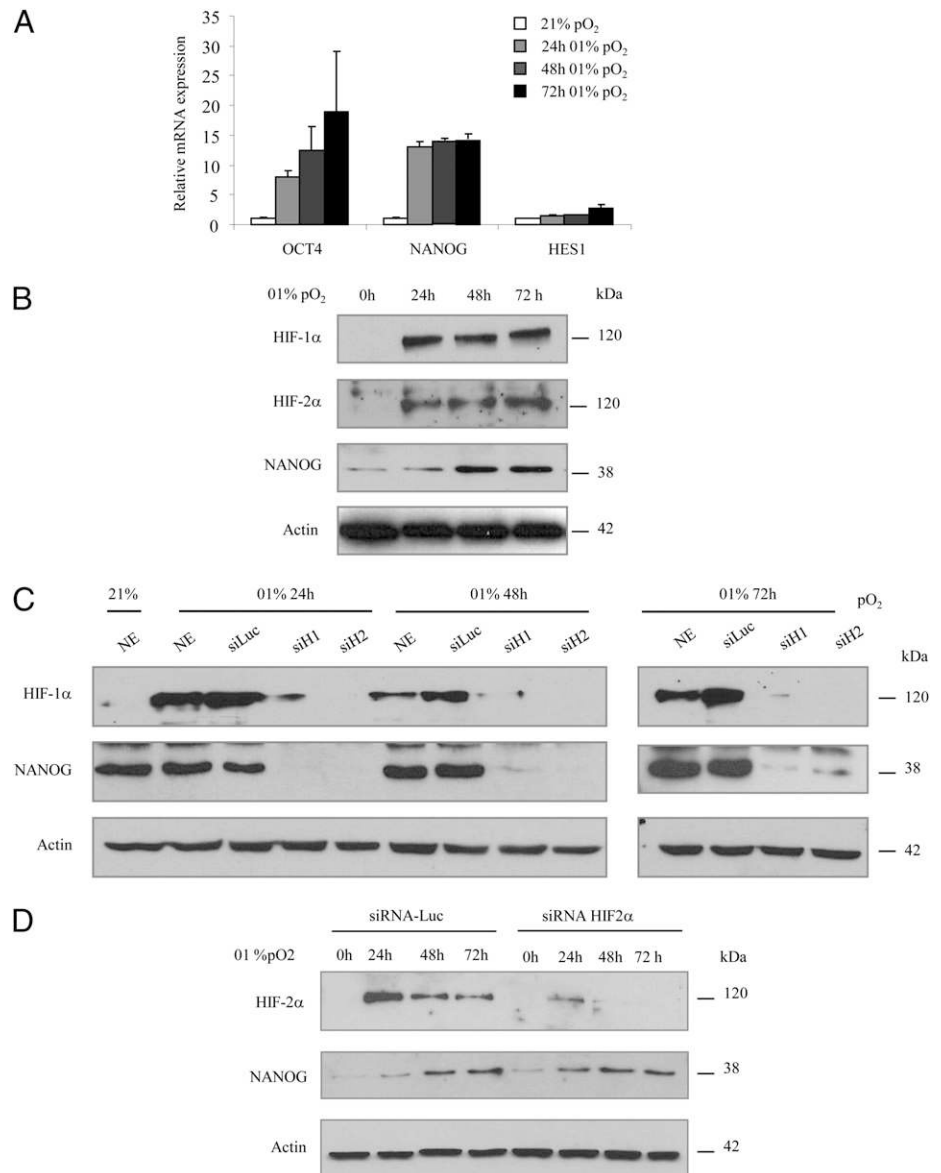 A
35
30
25
20
15
10
5
0
Relative mRNA expression
21% pO₂
24h 01% pO₂
48h 01% pO₂
72h 01% pO₂
OCT4 NANOG HES1
B
01% pO₂ 0h 24h 48h 72 h kDa
HIF-1α 120
HIF-2α 120
NANOG 38
Actin 42
C
21% 01% 24h 01% 48h 01% 72h pO₂
NE NE siLuc siH1 siH2 NE siLuc siH1 siH2 NE siLuc siH1 siH2
kDa
HIF-1α 120
NANOG 38
Actin 42
D
siRNA-Luc siRNA HIF2α
01 %pO2 0h 24h 48h 72h 0h 24h 48h 72 h kDa
HIF-2α 120
NANOG 38
Actin 42